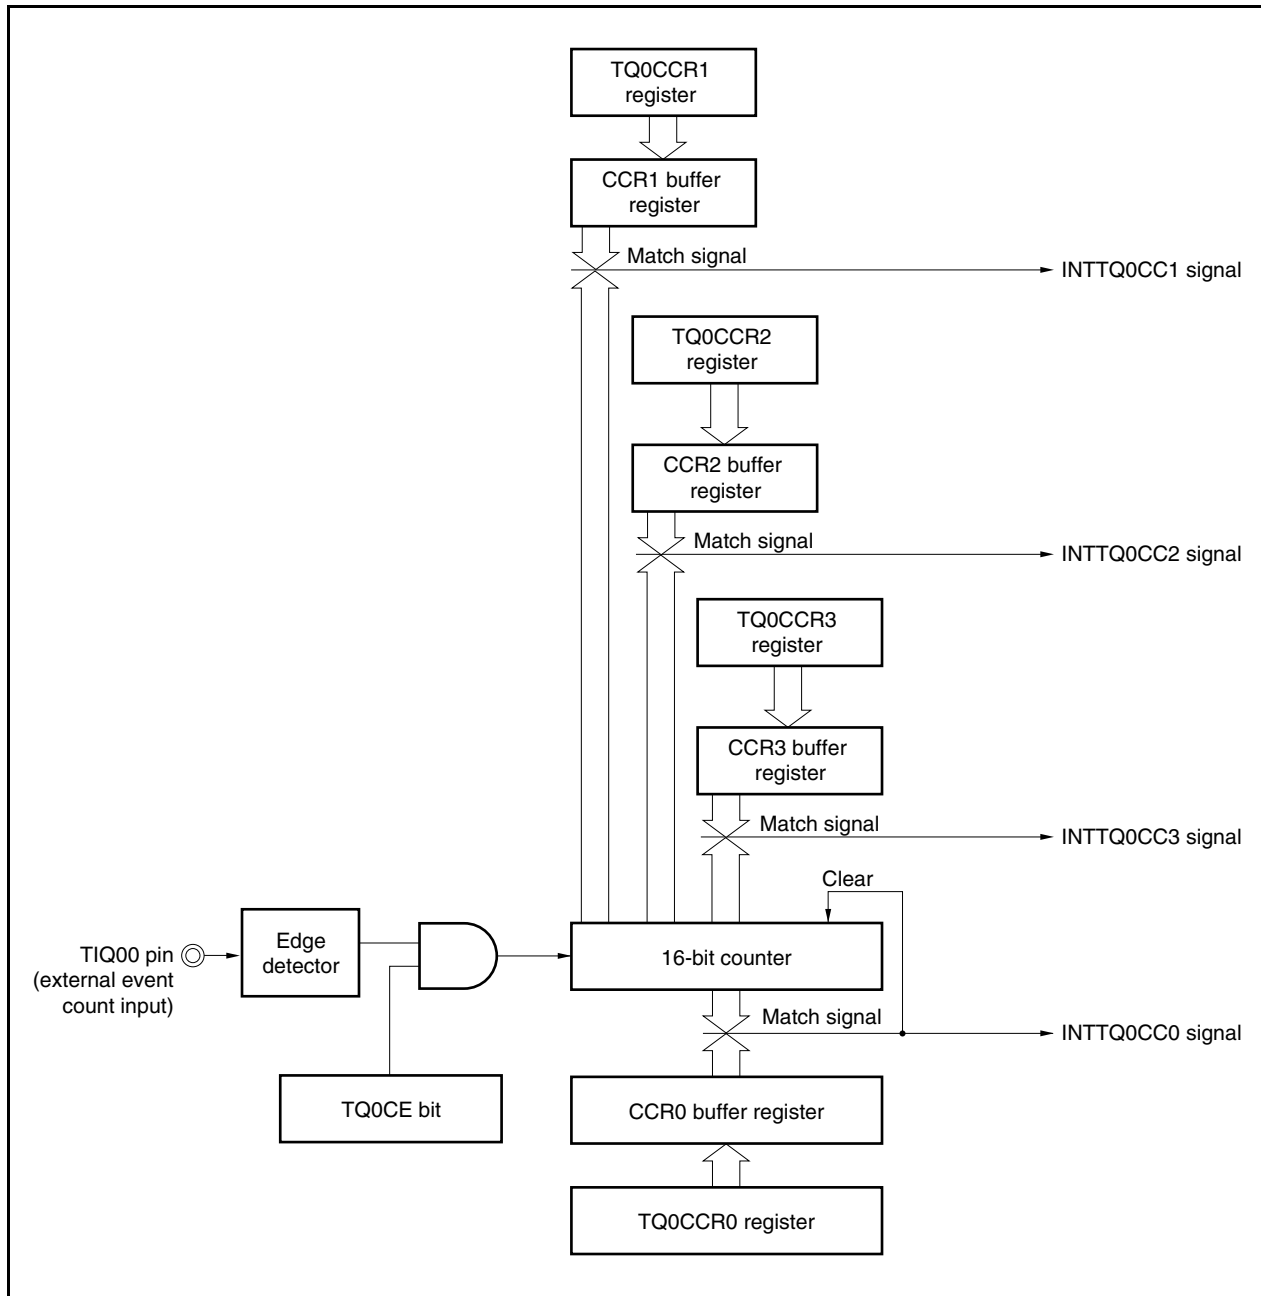 TQ0CCR1
register
CCR1 buffer
register
Match signal
INTTQ0CC1 signal
TQ0CCR2
register
CCR2 buffer
register
Match signal
INTTQ0CC2 signal
TQ0CCR3
register
CCR3 buffer
register
Match signal
INTTQ0CC3 signal
Clear
TIQ00 pin
(external event
count input)
Edge
detector
16-bit counter
Match signal
INTTQ0CC0 signal
TQ0CE bit
CCR0 buffer register
TQ0CCR0 register